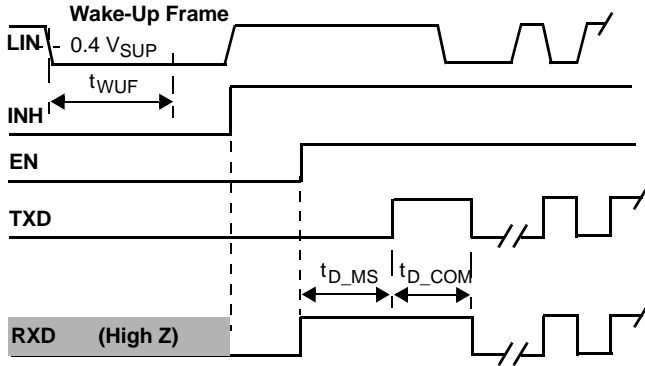 Wake-Up Frame
LIN
0.4 VSUP
tWUF
INH
EN
TXD
tD_MS
tD_COM
RXD (High Z)